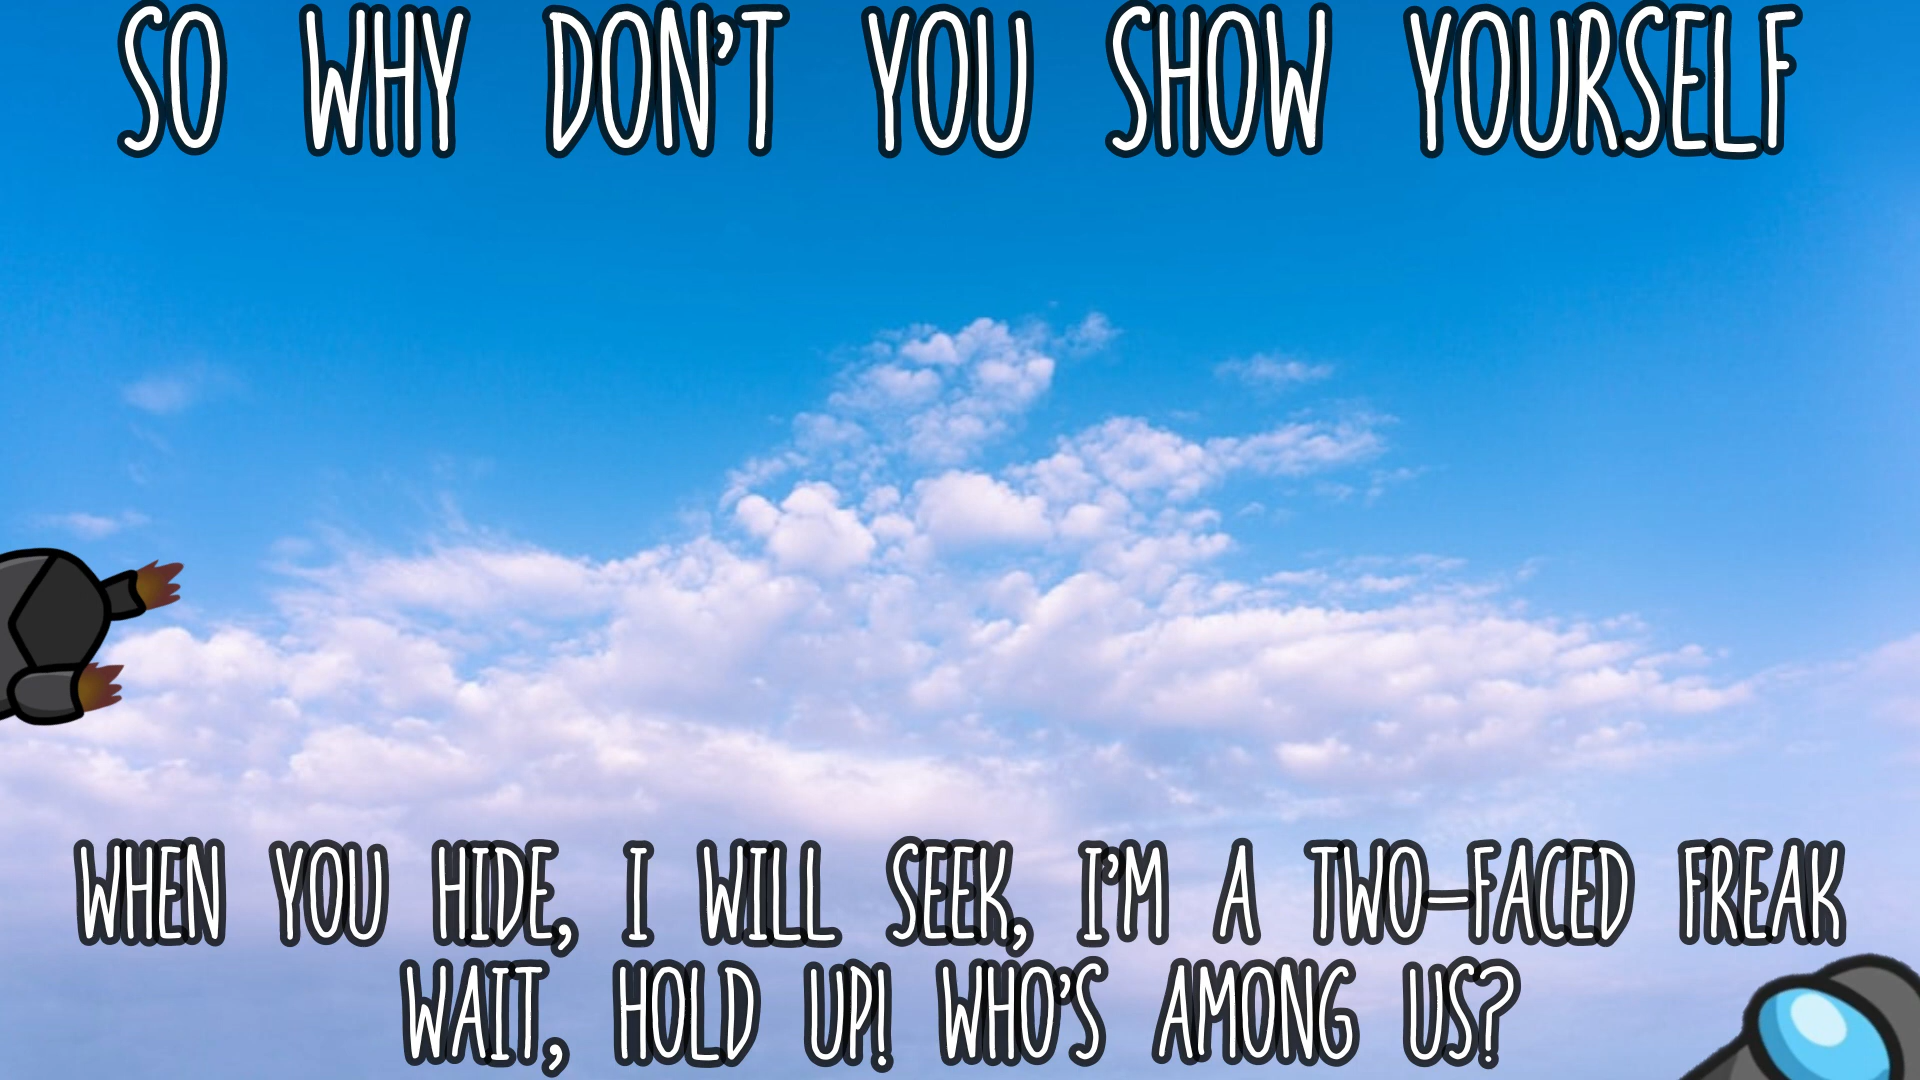 SO WHY DON'T YOU SHOW YOURSELF
WHEN YOU HIDE, I WILL SEEK, I'M A TWO-FACED FREAK
WAIT, HOLD UP! WHO'S AMONG US?